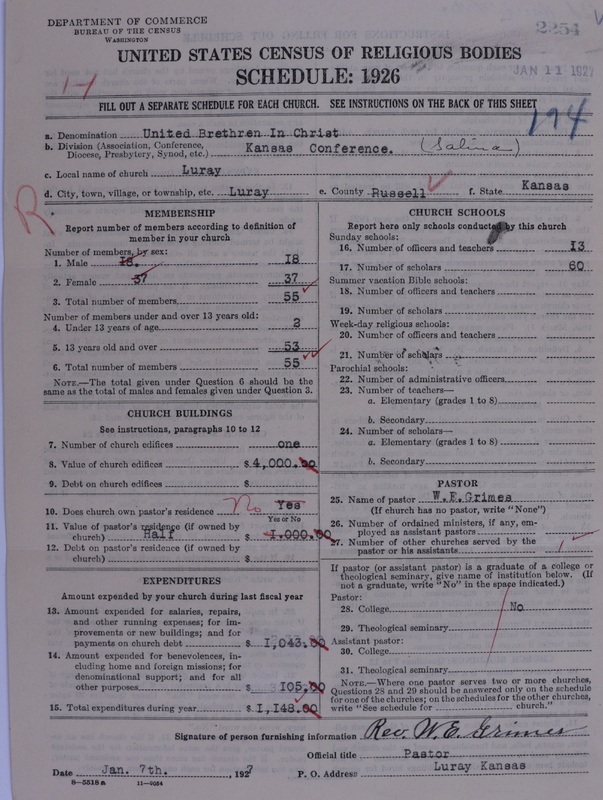 DEPARTMENT OF COMMERCE
BUREAU OF THE CENSUS
WASHINGTON
2254
UNITED STATES CENSUS OF RELIGIOUS BODIES
SCHEDULE: 1926
JAN 11 1927
FILL OUT A SEPARATE SCHEDULE FOR EACH CHURCH. SEE INSTRUCTIONS ON THE BACK OF THIS SHEET
194
a. Denomination United Brethren In Christ
b. Division (Association, Conference, Diocese, Presbytery, Synod, etc.) Kansas Conference. (Salina)
c. Local name of church Luray
d. City, town, village, or township, etc. Luray e. County Russell f. State Kansas
R
MEMBERSHIP
Report number of members according to definition of
member in your church
Number of members, by sex:
1. Male 18. 18
2. Female 37 37
3. Total number of members 55
Number of members under and over 13 years old:
4. Under 13 years of age 2
5. 13 years old and over 53
6. Total number of members 55
NOTE.—The total given under Question 6 should be
same as the total of males and females given under Question 3.
CHURCH BUILDINGS
See instructions, paragraphs 10 to 12
7. Number of church edifices one
8. Value of church edifices $4,000.00
9. Debt on church edifices $
10. Does church own pastor's residence No Yes
Yes or No
11. Value of pastor's residence (if owned by
church) Half $ 1,000.00
12. Debt on pastor's residence (if owned by
church) $
EXPENDITURES
Amount expended by your church during last fiscal year
13. Amount expended for salaries, repairs,
and other running expenses; for im-
provements or new buildings; and for
payments on church debt $ 1,043.00
14. Amount expended for benevolences, in-
cluding home and foreign missions; for
denominational support; and for all
other purposes $ 105.00
15. Total expenditures during year $ 1,148.00
CHURCH SCHOOLS
Report here only schools conducted by this church
Sunday schools:
16. Number of officers and teachers 13
17. Number of scholars 60
Summer vacation Bible schools:
18. Number of officers and teachers
19. Number of scholars
Week-day religious schools:
20. Number of officers and teachers
21. Number of scholars
Parochial schools:
22. Number of administrative officers
23. Number of teachers—
a. Elementary (grades 1 to 8)
b. Secondary
24. Number of scholars—
a. Elementary (grades 1 to 8)
b. Secondary
PASTOR
25. Name of pastor W.E.Grimes
(If church has no pastor, write "None")
26. Number of ordained ministers, if any, em-
ployed as assistant pastors
27. Number of other churches served by the
pastor or his assistants 1
If pastor (or assistant pastor) is a graduate of a college or
theological seminary, give name of institution below. (If
not a graduate, write "No" in the space indicated.)
Pastor:
28. College No
29. Theological seminary
Assistant pastor:
30. College
31. Theological seminary
NOTE.—Where one pastor serves two or more churches,
Questions 28 and 29 should be answered only on the schedule
for one of the churches; on the schedules for the other churches,
write "See schedule for church."
Signature of person furnishing information Rev. W. E. Grimes
Official title Pastor
Date Jan. 7th. , 1927 P. O. Address Luray Kansas
8—5518a 11—9054